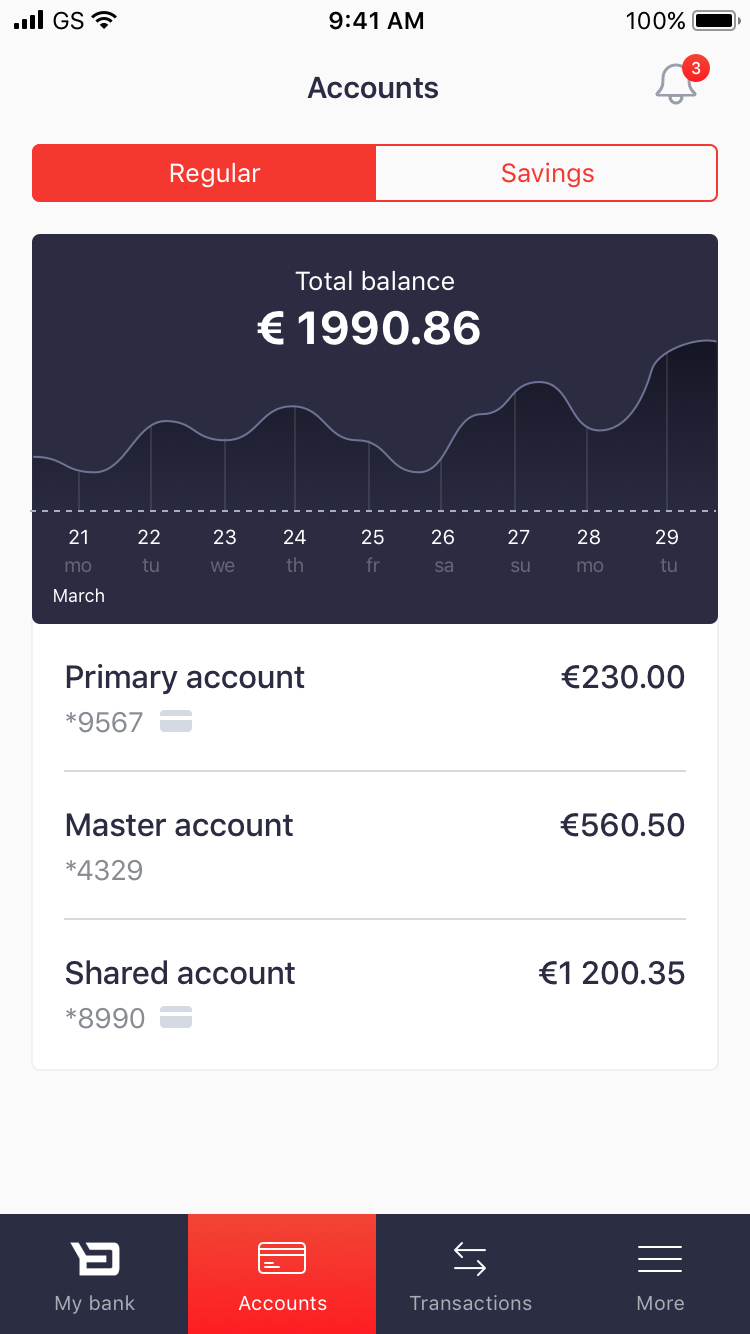 GS 9:41 AM 100%
Accounts 3
Regular Savings
Total balance
€ 1990.86
21 22 23 24 25 26 27 28 29
mo tu we th fr sa su mo tu
March
Primary account €230.00
*9567
Master account €560.50
*4329
Shared account €1 200.35
*8990
My bank Accounts Transactions More